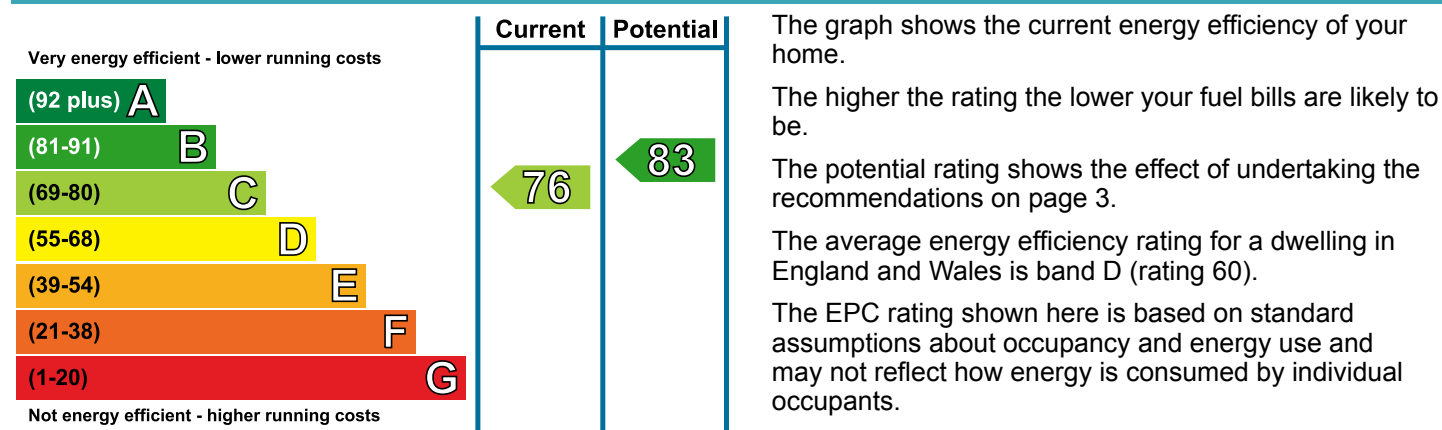 Current Potential
Very energy efficient - lower running costs
(92 plus) A
(81-91) B
(69-80) C
(55-68) D
(39-54) E
(21-38) F
(1-20) G
Not energy efficient - higher running costs
76
83
The graph shows the current energy efficiency of your
home.
The higher the rating the lower your fuel bills are likely to
be.
The potential rating shows the effect of undertaking the
recommendations on page 3.
The average energy efficiency rating for a dwelling in
England and Wales is band D (rating 60).
The EPC rating shown here is based on standard
assumptions about occupancy and energy use and
may not reflect how energy is consumed by individual
occupants.